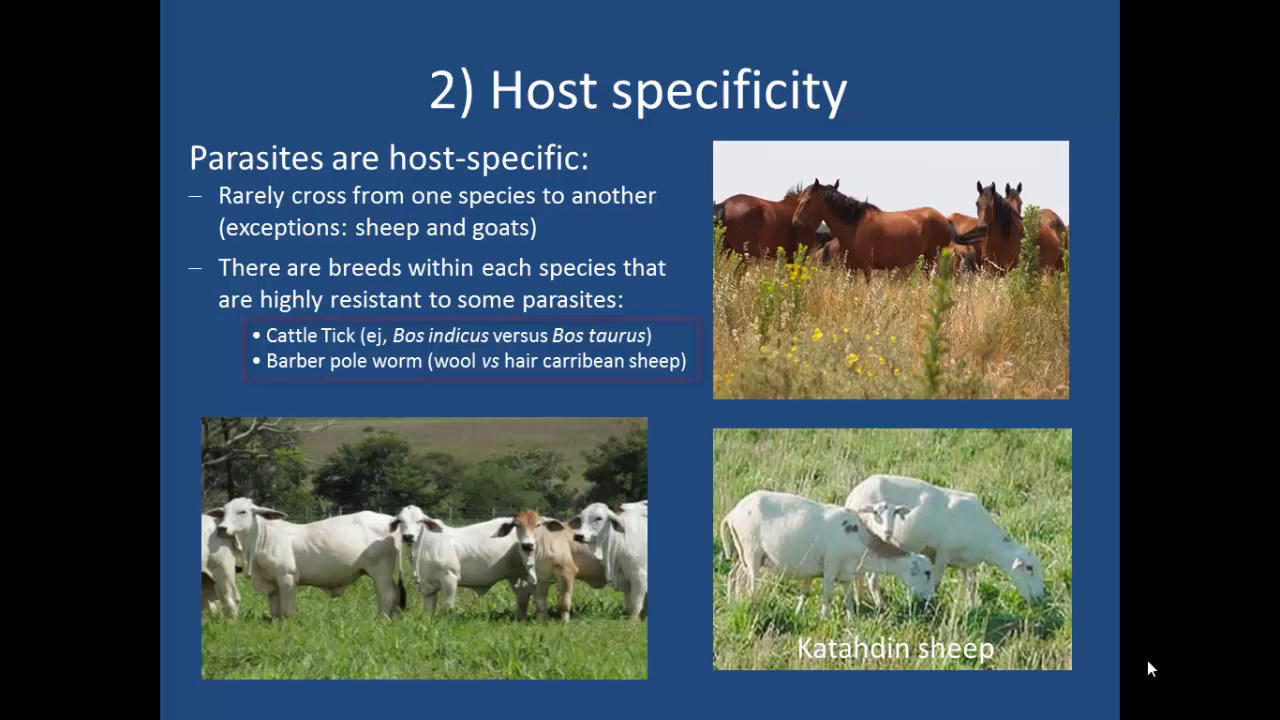 2) Host specificity
Parasites are host-specific:
– Rarely cross from one species to another
(exceptions: sheep and goats)
– There are breeds within each species that
are highly resistant to some parasites:
• Cattle Tick (ej, Bos indicus versus Bos taurus)
• Barber pole worm (wool vs hair carribean sheep)
Katahdin sheep